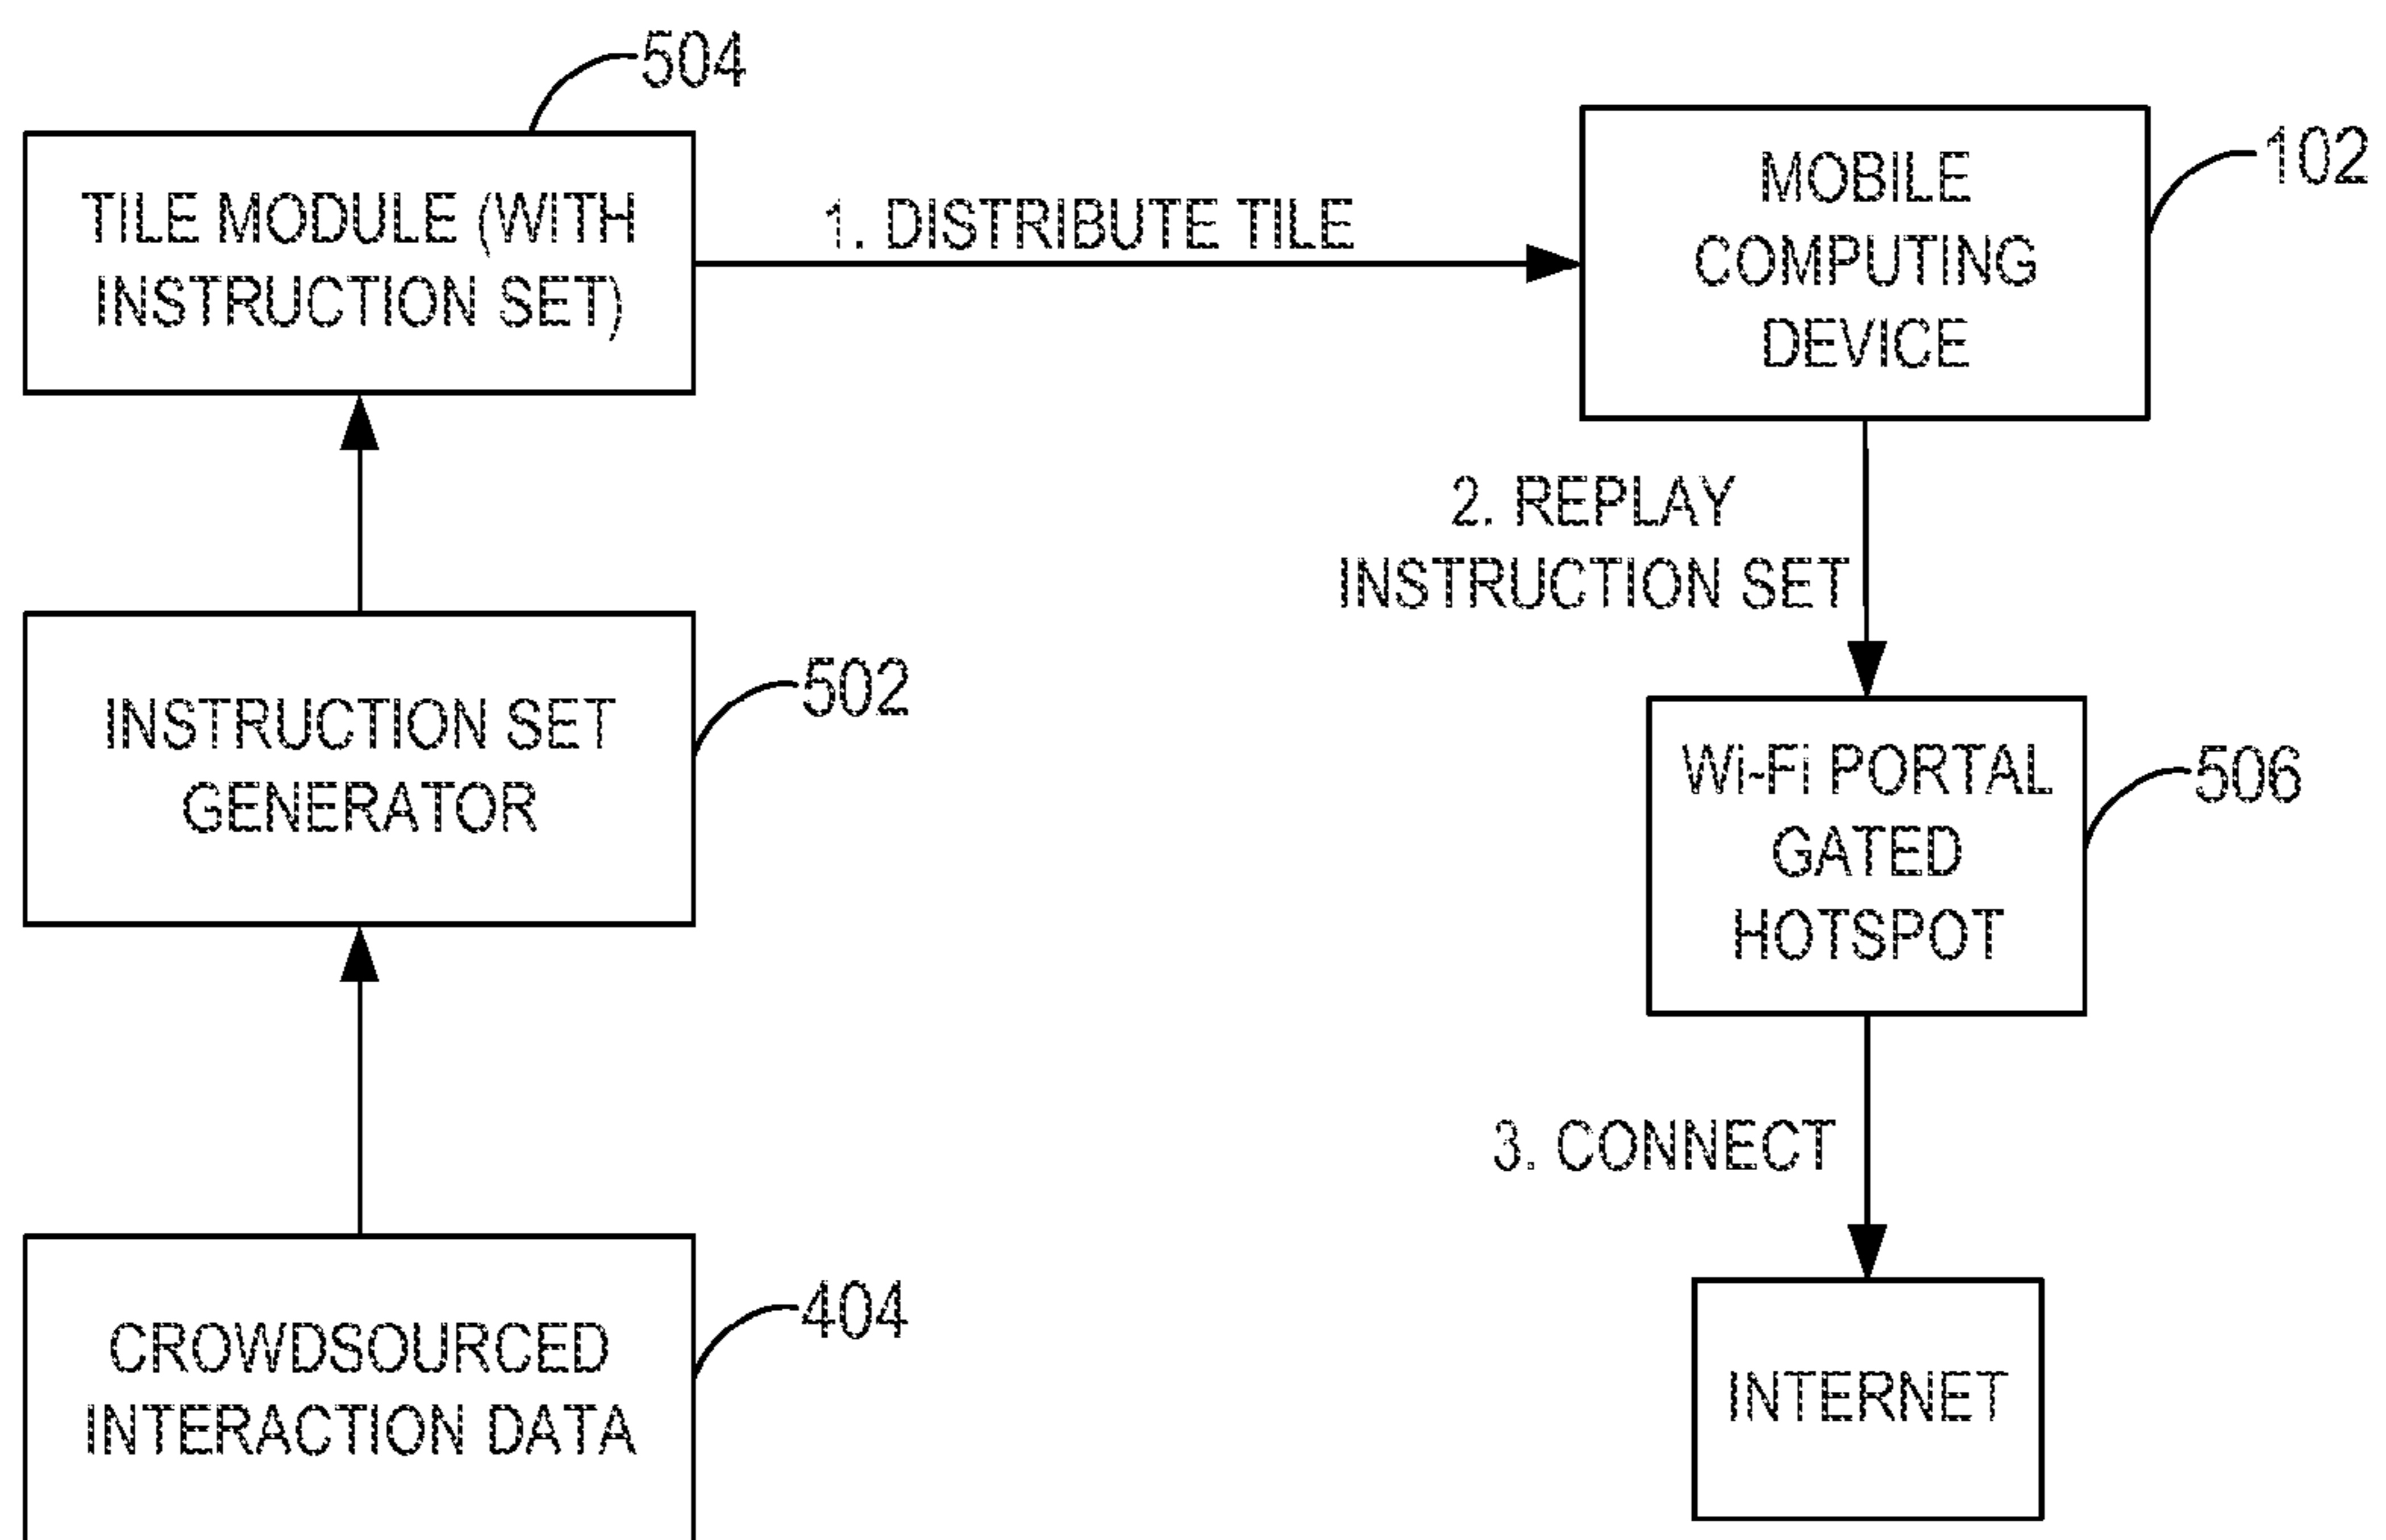 504
TILE MODULE (WITH
INSTRUCTION SET)
1. DISTRIBUTE TILE
MOBILE
COMPUTING
DEVICE
102
2. REPLAY
INSTRUCTION SET
INSTRUCTION SET
GENERATOR
502
Wi-Fi PORTAL
GATED
HOTSPOT
506
3. CONNECT
CROWDSOURCED
INTERACTION DATA
404
INTERNET